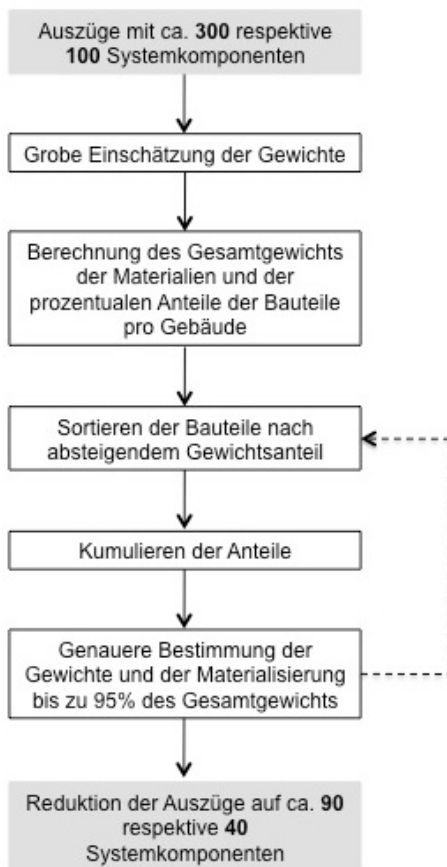 Auszüge mit ca. 300 respektive
100 Systemkomponenten
Grobe Einschätzung der Gewichte
Berechnung des Gesamtgewichts
der Materialien und der
prozentualen Anteile der Bauteile
pro Gebäude
Sortieren der Bauteile nach
absteigendem Gewichtsanteil
Kumulieren der Anteile
Genauere Bestimmung der
Gewichte und der Materialisierung
bis zu 95% des Gesamtgewichts
Reduktion der Auszüge auf ca. 90
respektive 40
Systemkomponenten